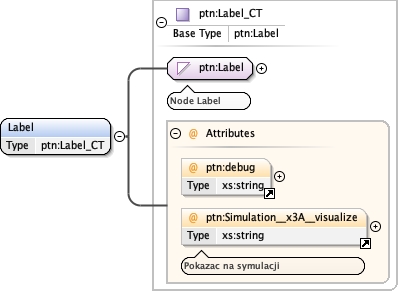 ptn:Label_CT
Base Type ptn:Label
ptn:Label
Node Label
Label
Type ptn:Label_CT
@ Attributes
@ ptn:debug
Type xs:string
@ ptn:Simulation__x3A__visualize
Type xs:string
Pokazac na symulacji